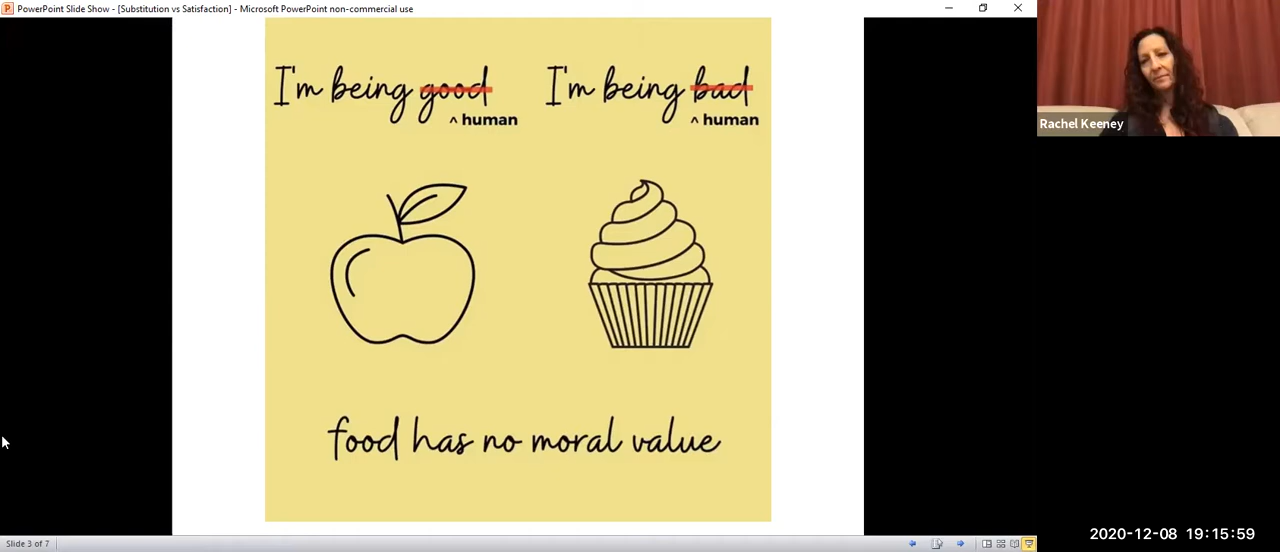 PowerPoint Slide Show - [Substitution vs Satisfaction] - Microsoft PowerPoint non-commercial use
I'm being good
^ human
I'm being bad
^ human
food has no moral value
Rachel Keeney
Slide 3 of 7
2020-12-08 19:15:59